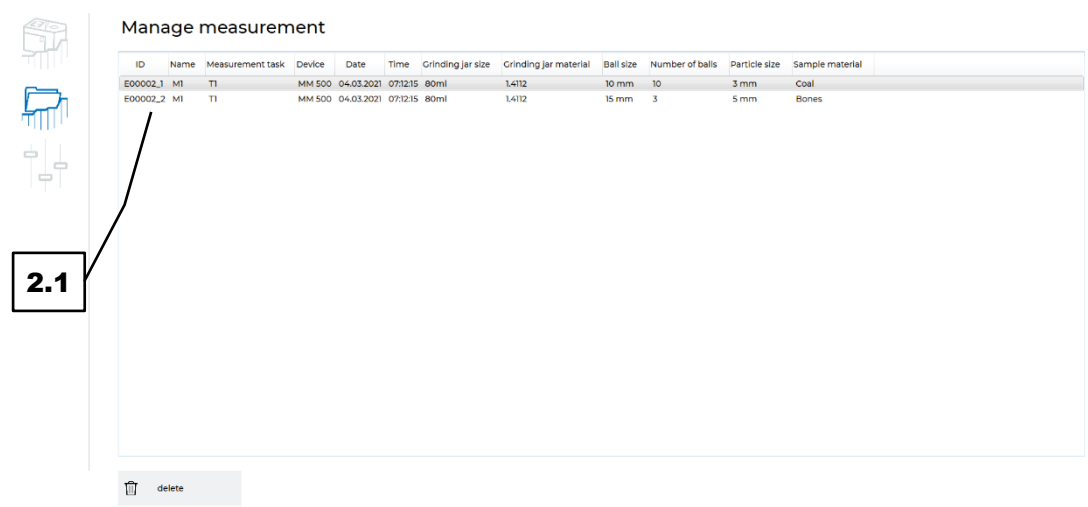 Manage measurement
ID Name Measurement task Device Date Time Grinding jar size Grinding jar material Ball size Number of balls Particle size Sample material
E00002_1 M1 T1 MM 500 04.03.2021 07:12:15 80ml 1.4112 10 mm 10 3 mm Coal
E00002_2 M1 T1 MM 500 04.03.2021 07:12:15 80ml 1.4112 15 mm 3 5 mm Bones
2.1
delete